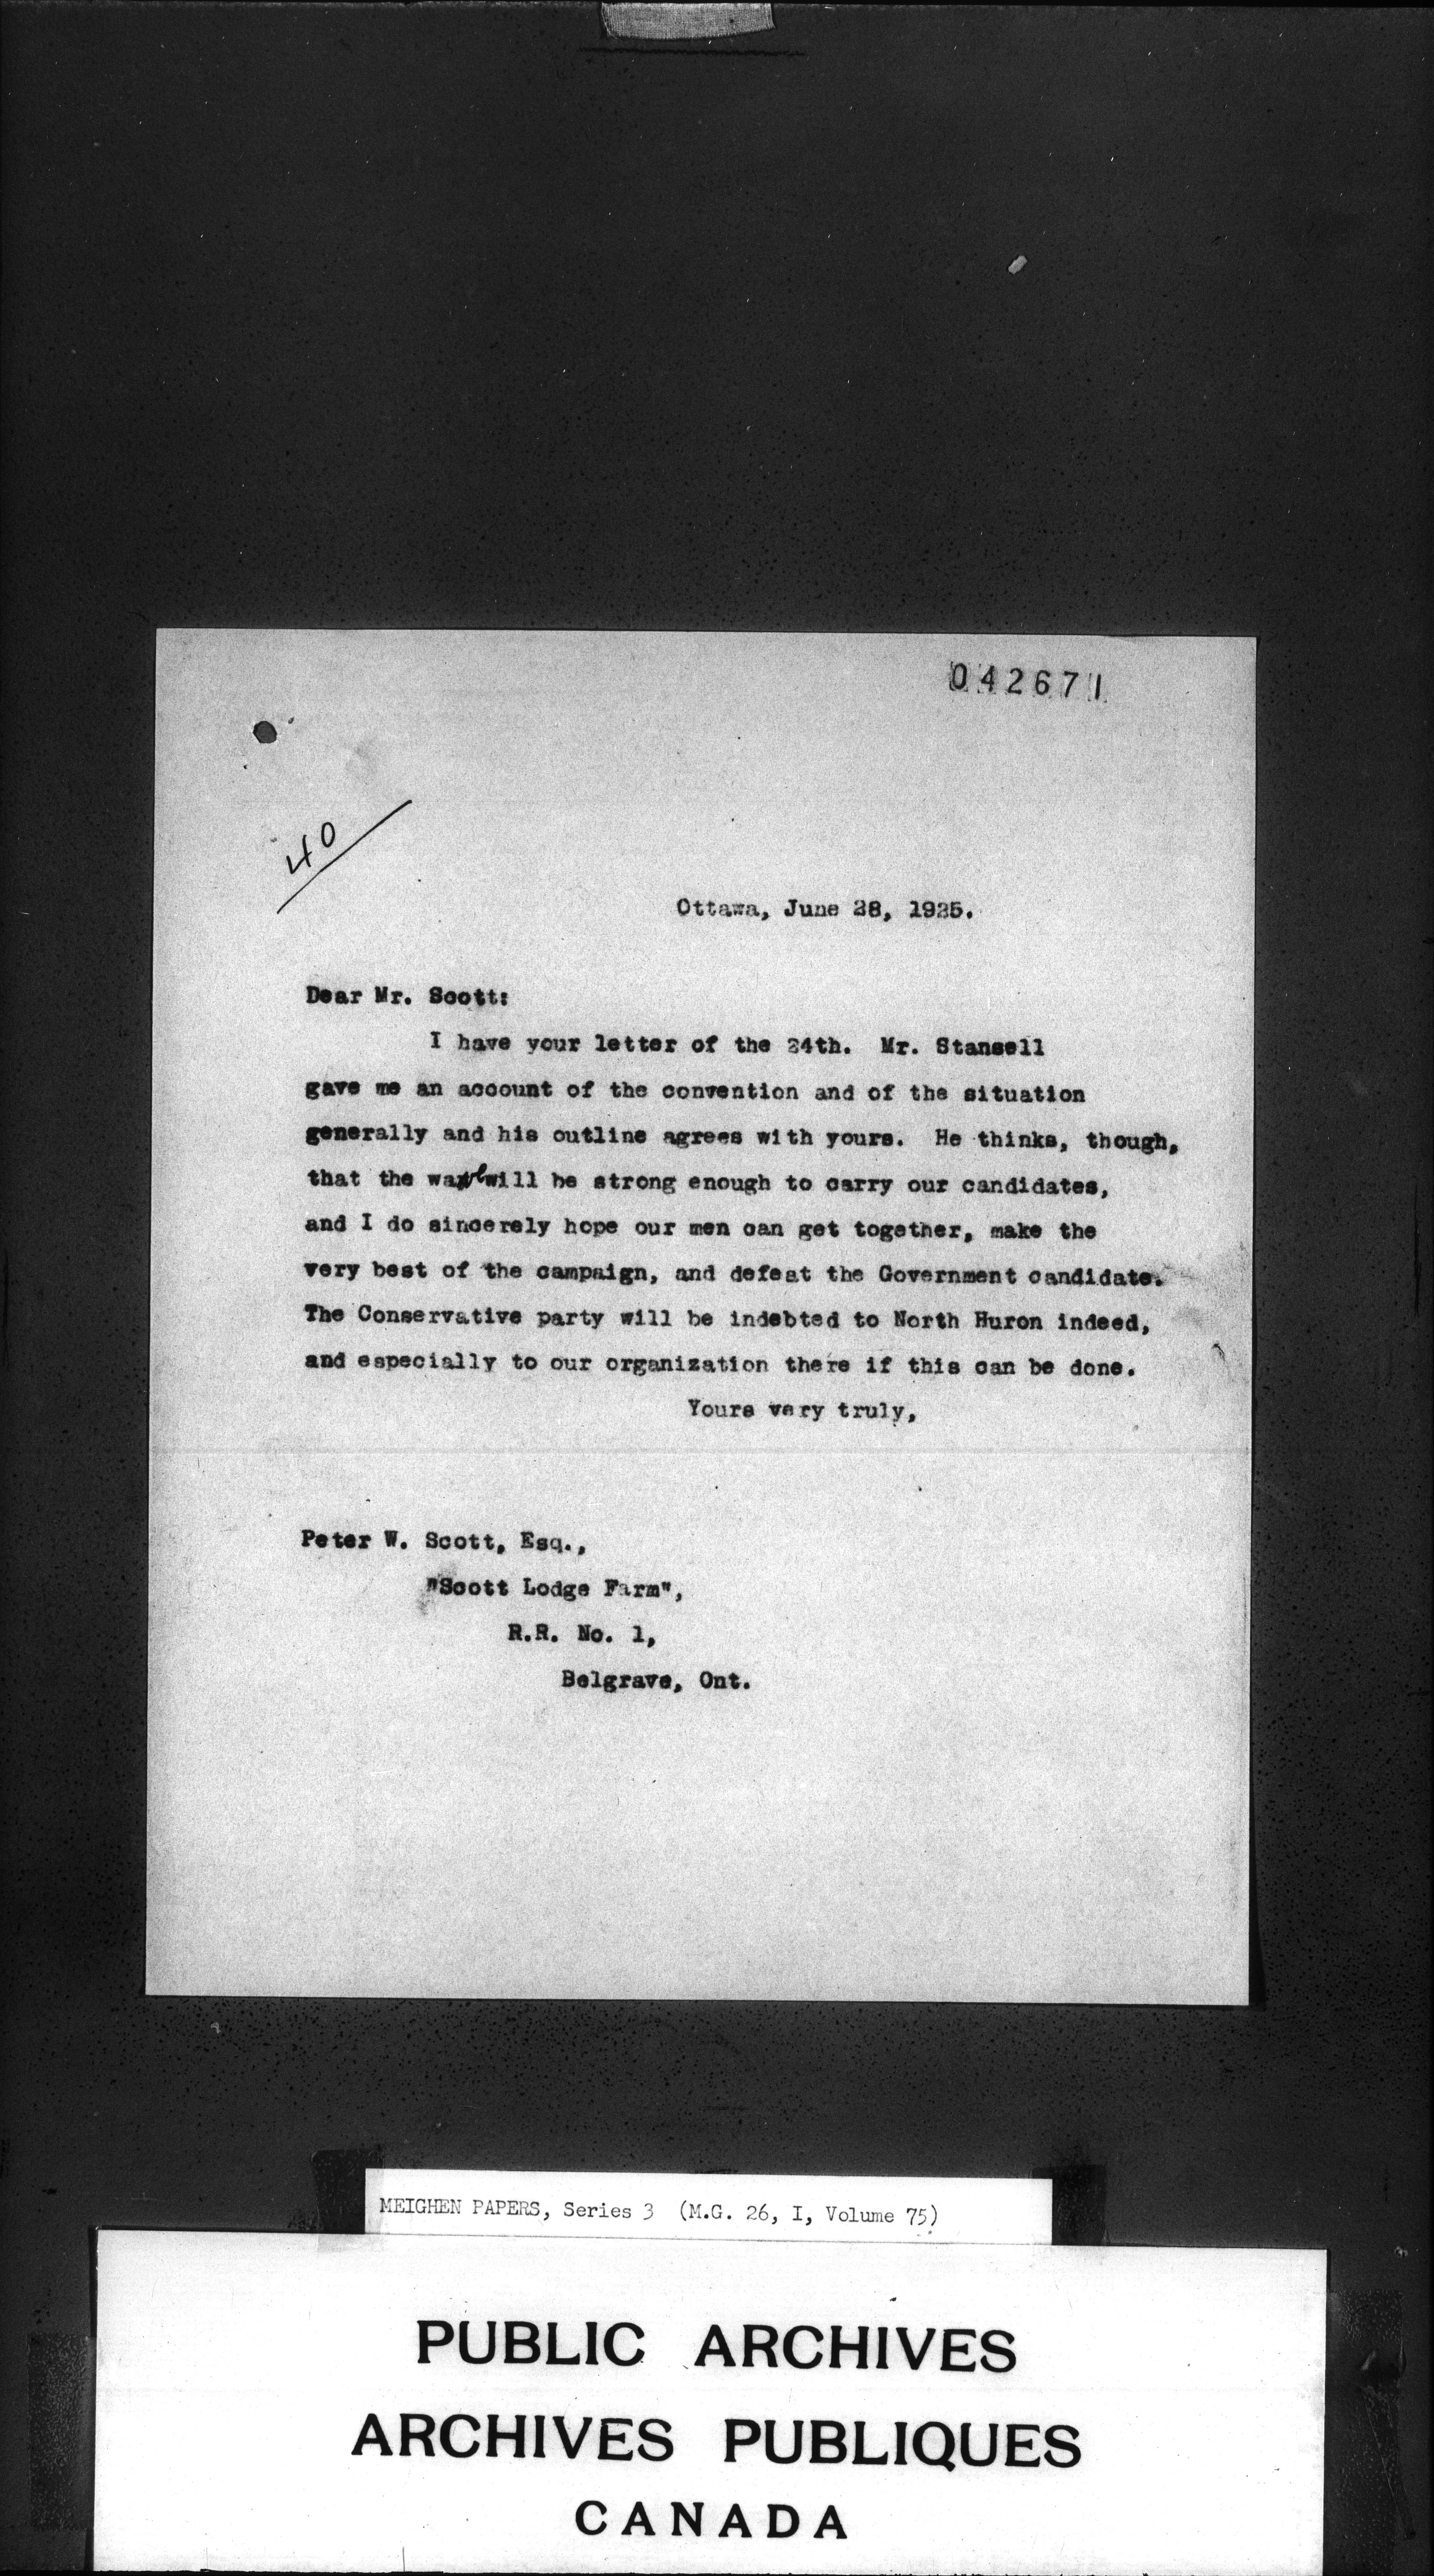 042671
40
Ottawa, June 28, 1925.
Dear Mr. Scott:
I have your letter of the 24th. Mr. Stansell
gave me an account of the convention and of the situation
generally and his outline agrees with yours. He thinks, though,
that the wave will be strong enough to carry our candidates,
and I do sincerely hope our men can get together, make the
very best of the campaign, and defeat the Government candidate.
The Conservative party will be indebted to North Huron indeed,
and especially to our organization there if this can be done.
Yours very truly,
Peter W. Scott, Esq.,
"Scott Lodge Farm",
R.R. No. 1,
Belgrave, Ont.
MEIGHEN PAPERS, Series 3 (M.G. 26, I, Volume 75)
PUBLIC ARCHIVES
ARCHIVES PUBLIQUES
CANADA